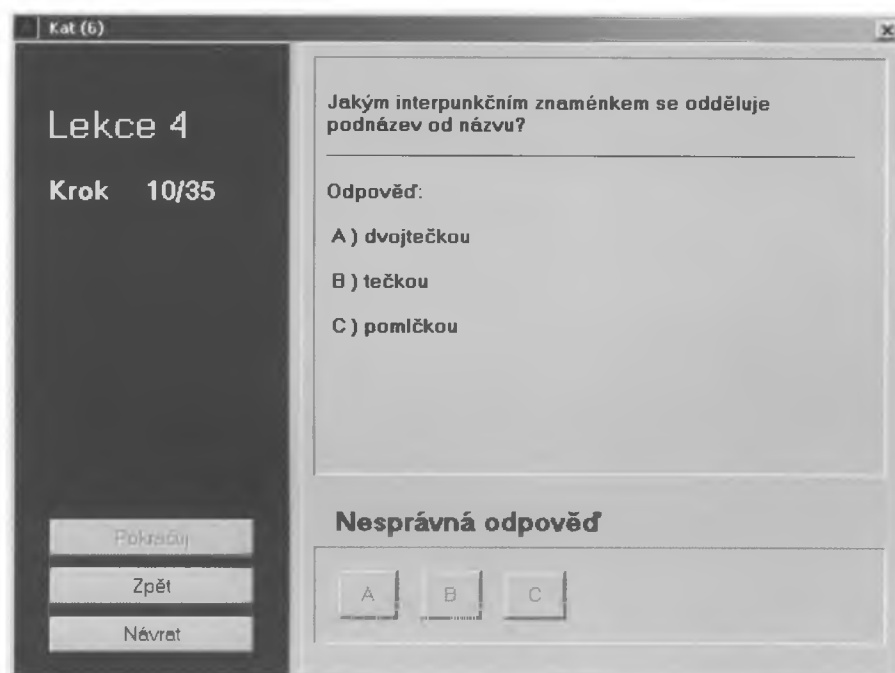 Kat (6)
Lekce 4
Krok 10/35
Pokračuj
Zpět
Návrat
Jakým interpunkčním znaménkem se odděluje
podnázev od názvu?
Odpověď:
A ) dvojtečkou
B ) tečkou
C ) pomlčkou
Nesprávná odpověď
A B C